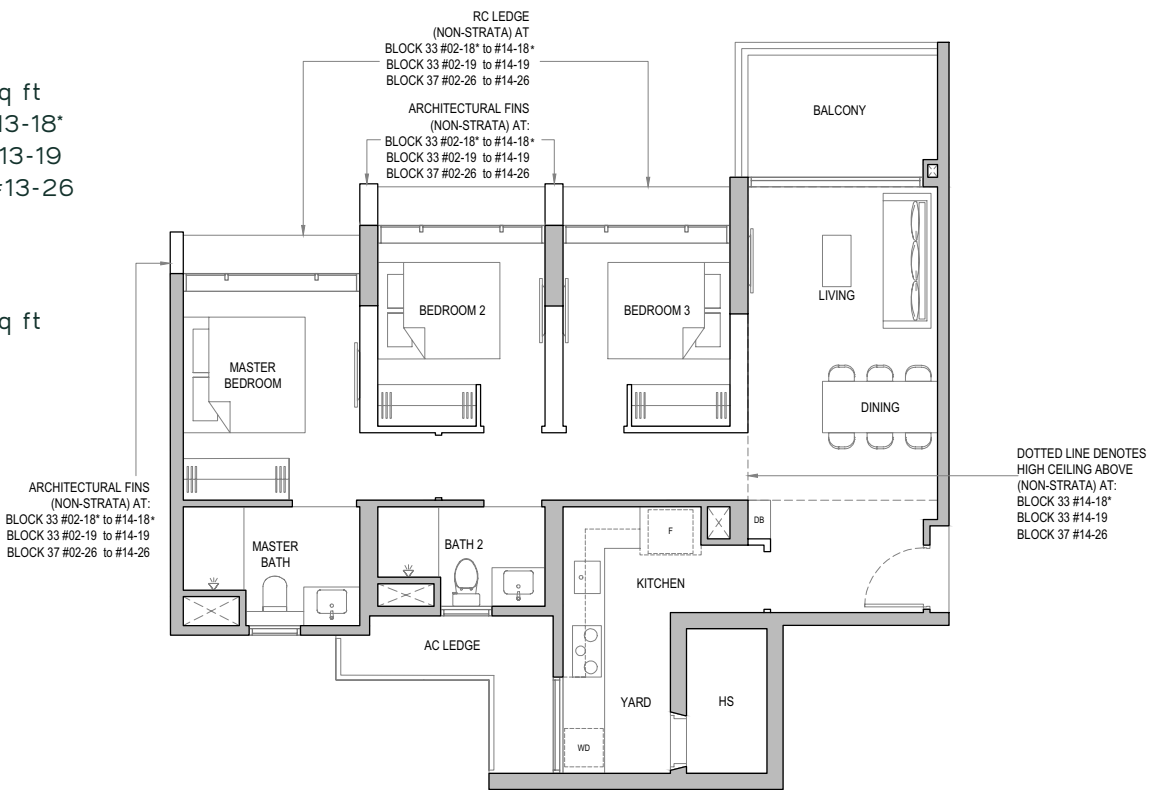 q ft
13-18*
13-19
#13-26
q ft
RC LEDGE
(NON-STRATA) AT
BLOCK 33 #02-18* to #14-18*
BLOCK 33 #02-19 to #14-19
BLOCK 37 #02-26 to #14-26
ARCHITECTURAL FINS
(NON-STRATA) AT:
BLOCK 33 #02-18* to #14-18*
BLOCK 33 #02-19 to #14-19
BLOCK 37 #02-26 to #14-26
BALCONY
LIVING
BEDROOM 2
BEDROOM 3
MASTER
BEDROOM
DINING
DOTTED LINE DENOTES
HIGH CEILING ABOVE
(NON-STRATA) AT:
BLOCK 33 #14-18*
BLOCK 33 #14-19
BLOCK 37 #14-26
ARCHITECTURAL FINS
(NON-STRATA) AT:
BLOCK 33 #02-18* to #14-18*
BLOCK 33 #02-19 to #14-19
BLOCK 37 #02-26 to #14-26
MASTER
BATH
BATH 2
F
DB
KITCHEN
AC LEDGE
YARD
HS
WD